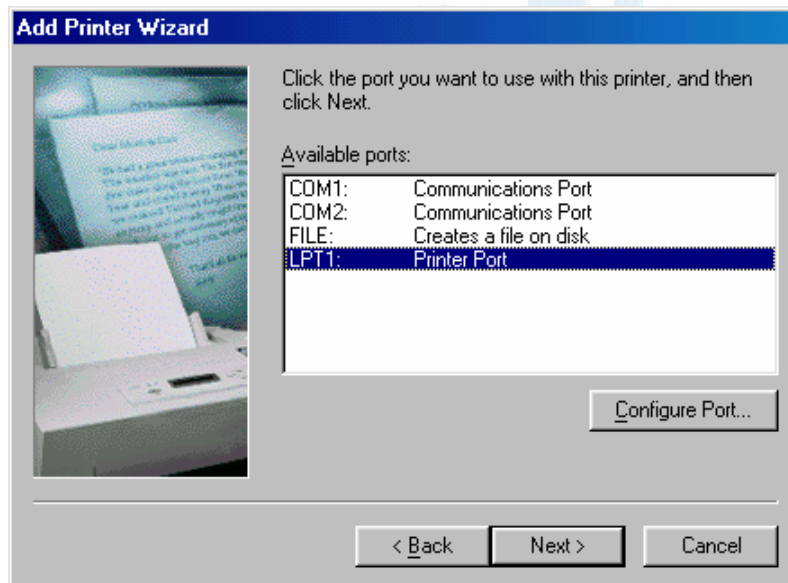 Add Printer Wizard
Click the port you want to use with this printer, and then
click Next.
Available ports:
COM1: Communications Port
COM2: Communications Port
FILE: Creates a file on disk
LPT1: Printer Port
Configure Port...
< Back Next > Cancel